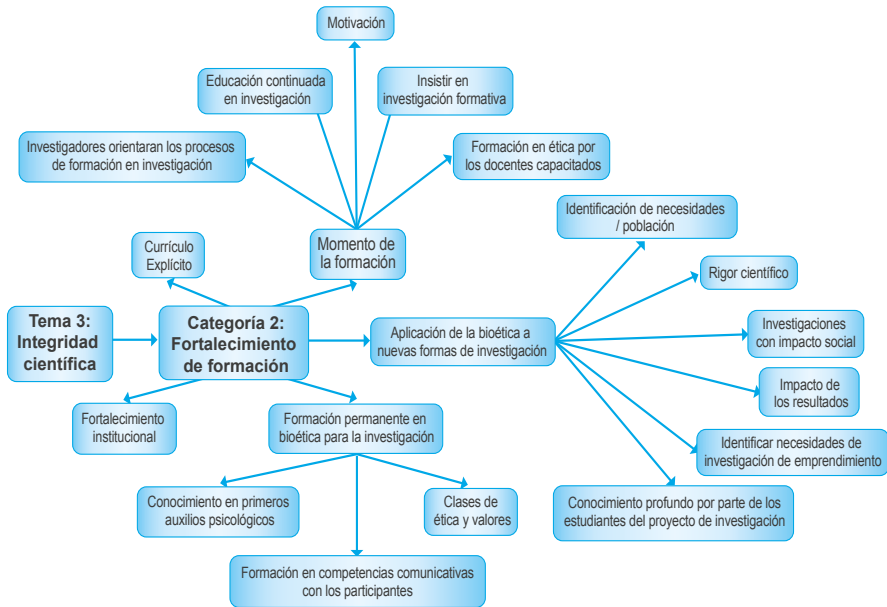 Motivación
Educación continuada
en investigación
Insistir en
investigación formativa
Investigadores orientaran los procesos
de formación en investigación
Formación en ética por
los docentes capacitados
Identificación de necesidades
/ población
Currículo
Explícito
Momento de
la formación
Rigor científico
Tema 3:
Integridad
científica
Categoría 2:
Fortalecimiento
de formación
Aplicación de la bioética a
nuevas formas de investigación
Investigaciones
con impacto social
Impacto de
los resultados
Fortalecimiento
institucional
Formación permanente en
bioética para la investigación
Identificar necesidades de
investigación de emprendimiento
Conocimiento en primeros
auxilios psicológicos
Clases de
ética y valores
Conocimiento profundo por parte de los
estudiantes del proyecto de investigación
Formación en competencias comunicativas
con los participantes